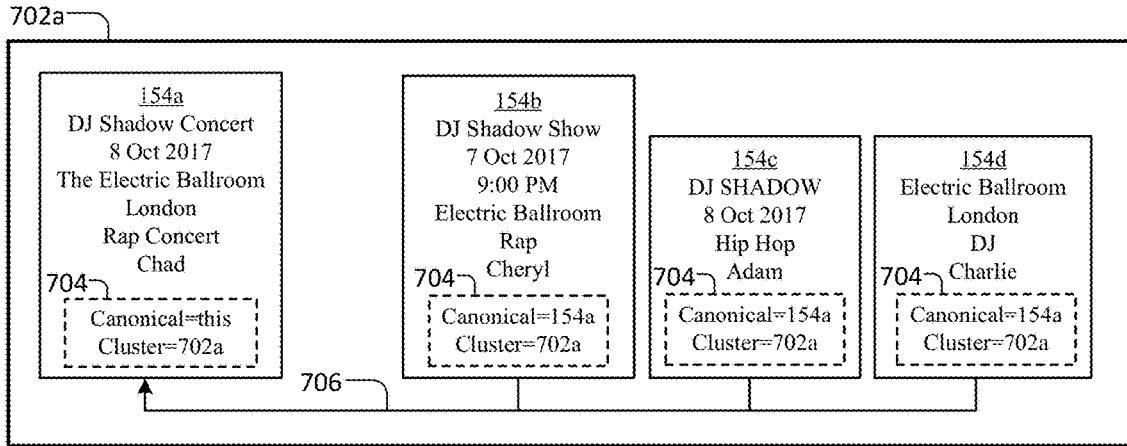 702a
154a
DJ Shadow Concert
8 Oct 2017
The Electric Ballroom
London
Rap Concert
Chad
704
Canonical=this
Cluster=702a
154b
DJ Shadow Show
7 Oct 2017
9:00 PM
Electric Ballroom
Rap
Cheryl
704
Canonical=154a
Cluster=702a
154c
DJ SHADOW
8 Oct 2017
Hip Hop
Adam
704
Canonical=154a
Cluster=702a
154d
Electric Ballroom
London
DJ
Charlie
704
Canonical=154a
Cluster=702a
706